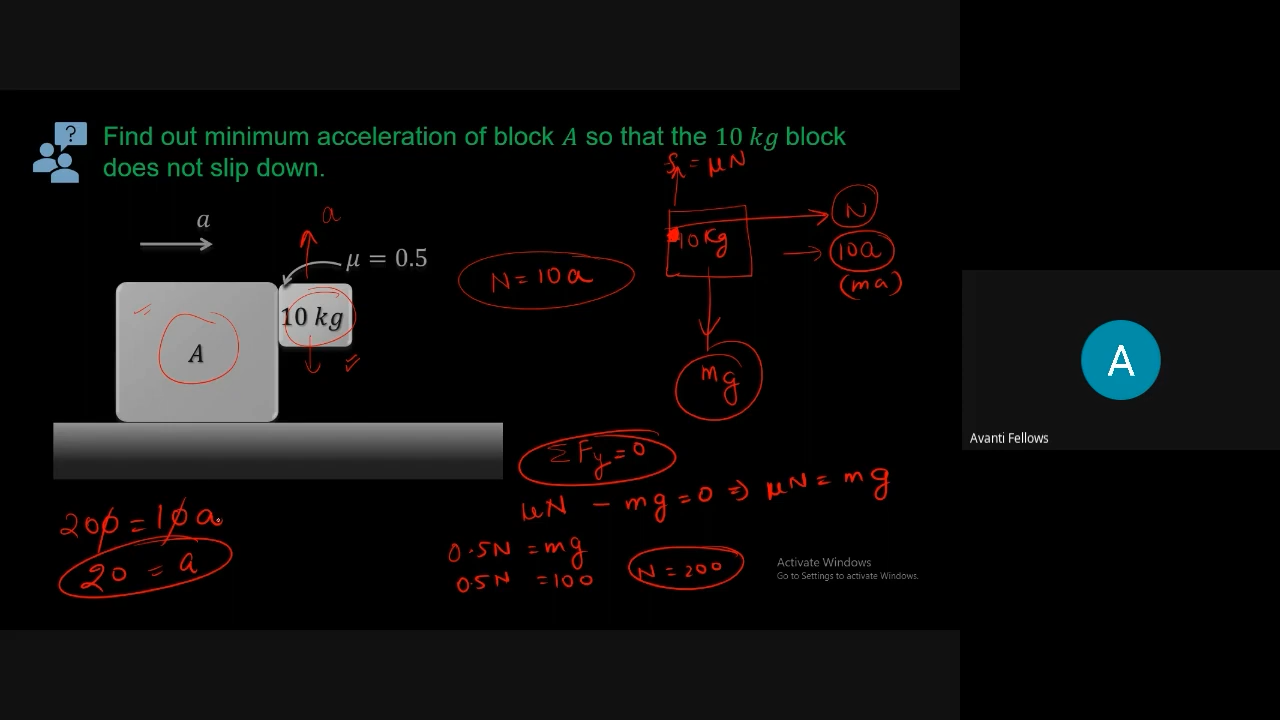 ?
Find out minimum acceleration of block A so that the 10 kg block
does not slip down.
fr = μN
a
a
μ = 0.5
10 kg
A
N = 10a
10 Kg
N
10a
(ma)
mg
ΣFy = 0
μN - mg = 0 ⇒ μN = mg
0.5N = mg
0.5N = 100
N = 200
200 = 10a
20 = a
Activate Windows
Go to Settings to activate Windows.
A
Avanti Fellows